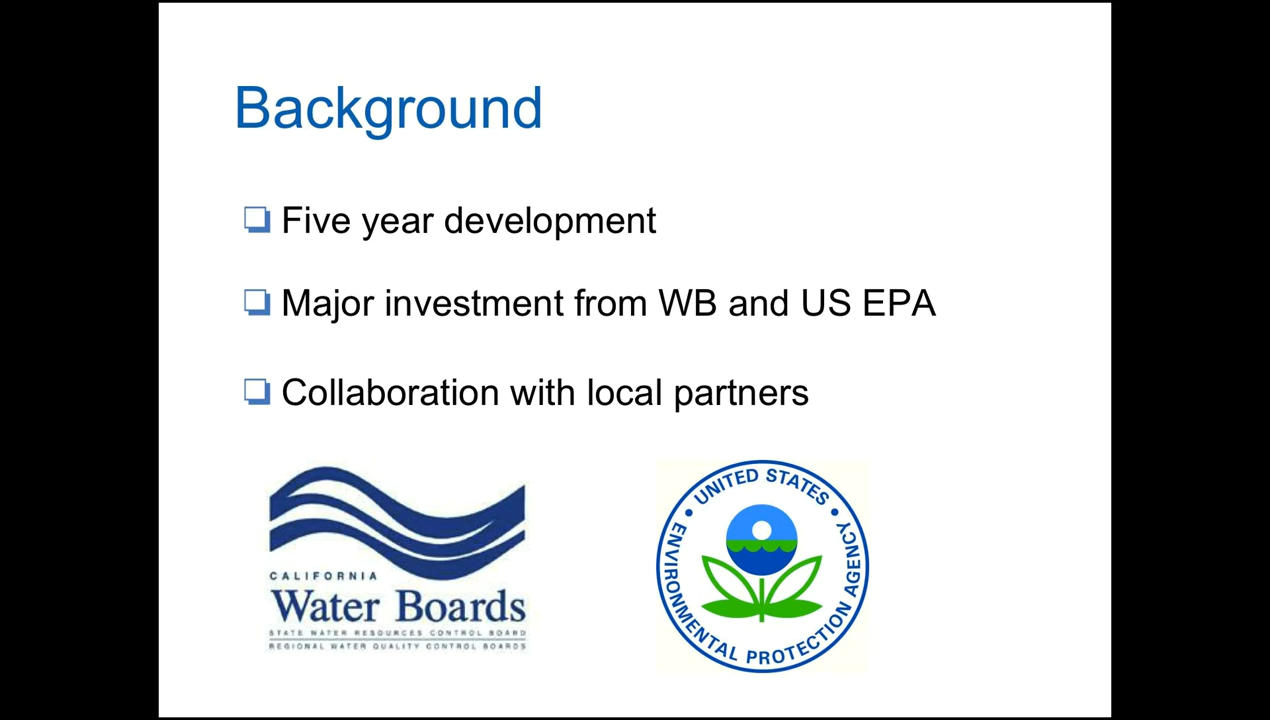 Background
❏ Five year development
❏ Major investment from WB and US EPA
❏ Collaboration with local partners
CALIFORNIA
Water Boards
STATE WATER RESOURCES CONTROL BOARD
REGIONAL WATER QUALITY CONTROL BOARDS
• UNITED STATES •
ENVIRONMENTAL PROTECTION AGENCY